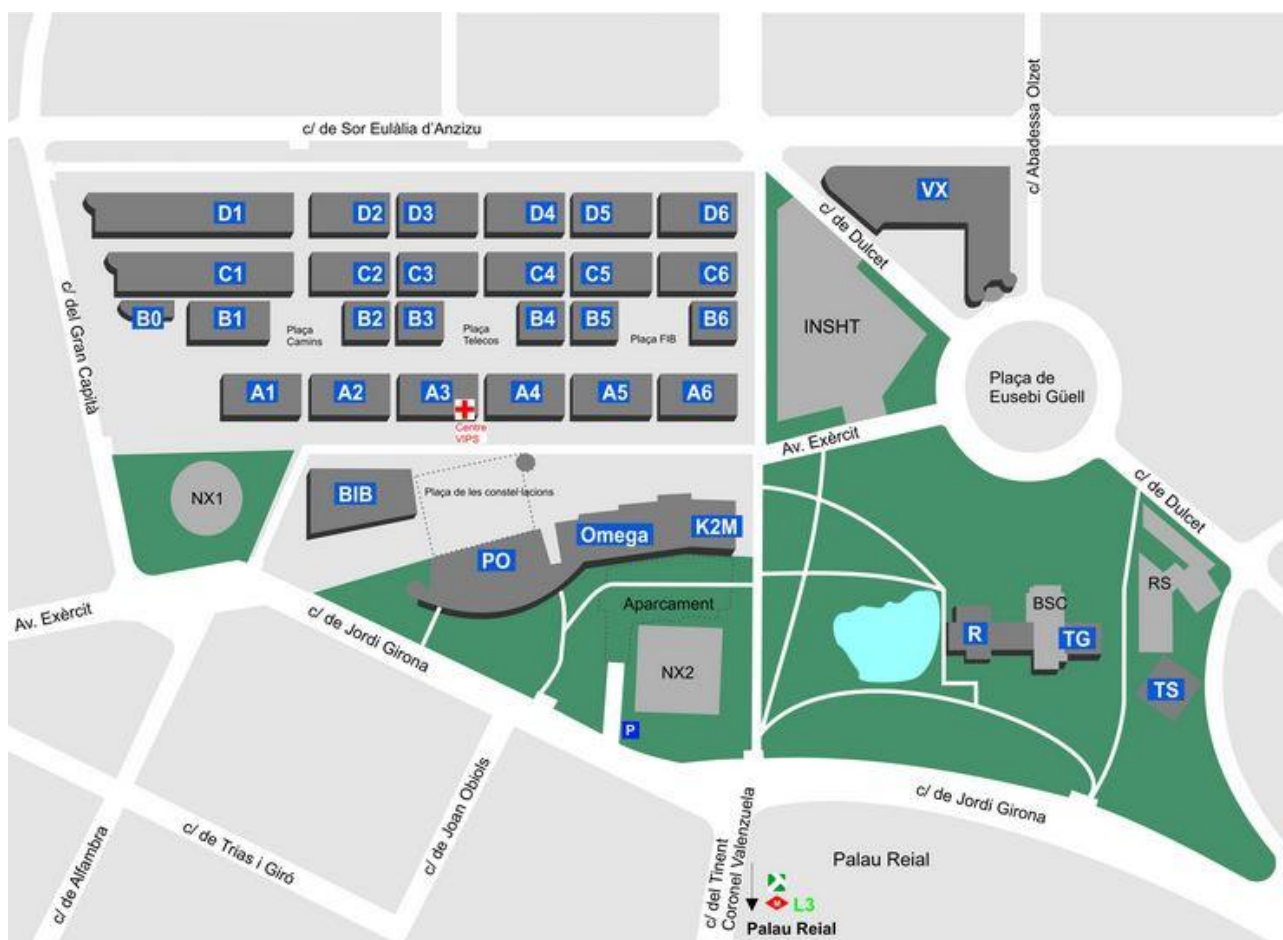 c/ de Sor Eulàlia d'Anzizu
c/ Abadessa Olzet
VX
D1
D2
D3
D4
D5
D6
c/ de Dulcet
C1
C2
C3
C4
C5
C6
c/ del Gran Capità
B0
B1
Plaça
Camins
B2
B3
Plaça
Telecos
B4
B5
Plaça FIB
B6
INSHT
Plaça de
Eusebi Güell
A1
A2
A3
A4
A5
A6
Centre
VIPS
Av. Exèrcit
NX1
BIB
Plaça de les constel·lacions
c/ de Dulcet
Omega
K2M
PO
Av. Exèrcit
c/ de Jordi Girona
Aparcament
BSC
RS
R
TG
NX2
TS
P
c/ de Alfambra
c/ de Trias i Giró
c/ de Joan Obiols
c/ del Tinent
Coronel Valenzuela
c/ de Jordi Girona
Palau Reial
M
L3
Palau Reial